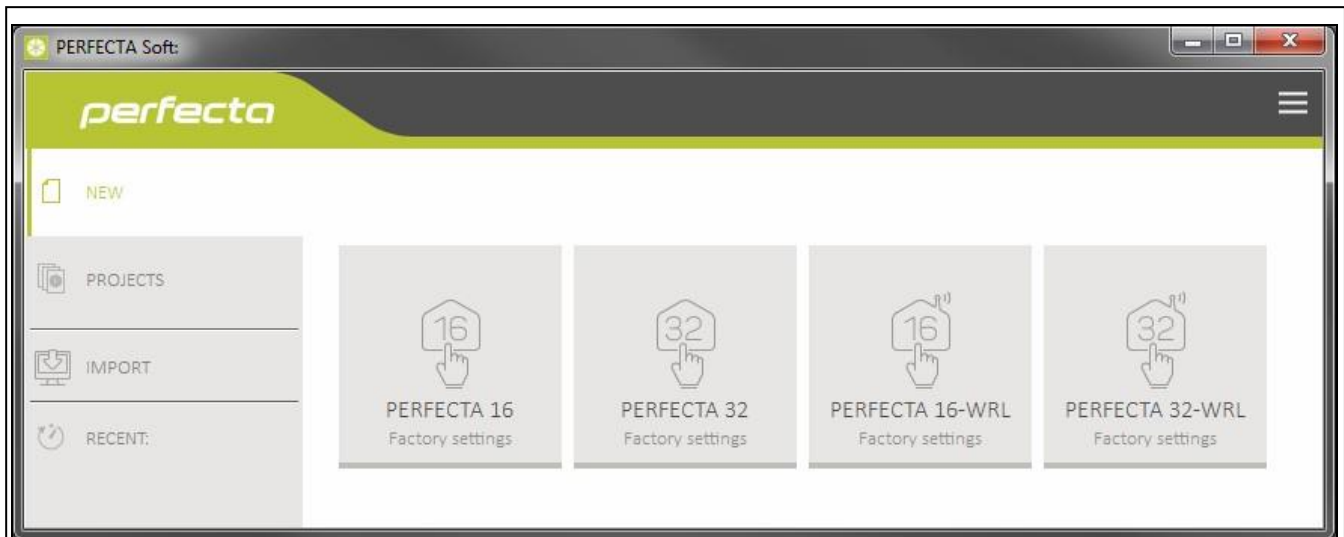 PERFECTA Soft:
perfecta
NEW
PROJECTS
IMPORT
RECENT:
16
PERFECTA 16
Factory settings
32
PERFECTA 32
Factory settings
16
PERFECTA 16-WRL
Factory settings
32
PERFECTA 32-WRL
Factory settings